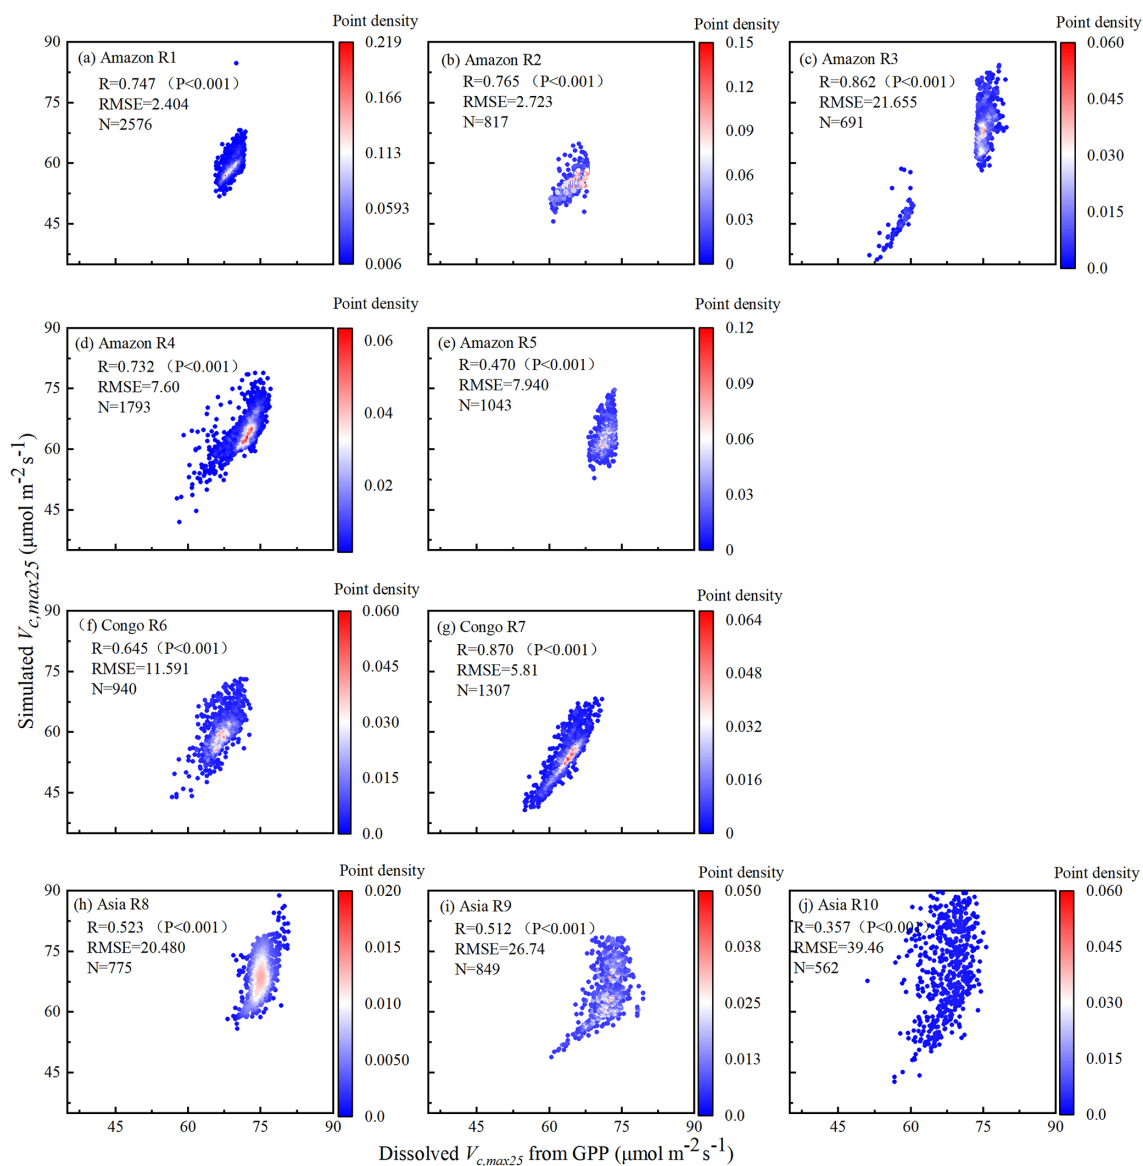 Point density
(a) Amazon R1
R=0.747 （P<0.001）
RMSE=2.404
N=2576
90
75
60
45
0.219
0.166
0.113
0.0593
0.006
Point density
(b) Amazon R2
R=0.765 （P<0.001）
RMSE=2.723
N=817
0.15
0.12
0.09
0.06
0.03
0
Point density
(c) Amazon R3
R=0.862 （P<0.001）
RMSE=21.655
N=691
0.060
0.045
0.030
0.015
0.0
Point density
(d) Amazon R4
R=0.732 （P<0.001）
RMSE=7.60
N=1793
90
75
60
45
0.06
0.04
0.02
Point density
(e) Amazon R5
R=0.470 （P<0.001）
RMSE=7.940
N=1043
0.12
0.09
0.06
0.03
0
Simulated Vc,max25 (μmol m−2 s−1)
Point density
(f) Congo R6
R=0.645 （P<0.001）
RMSE=11.591
N=940
90
75
60
45
0.060
0.045
0.030
0.015
0.0
Point density
(g) Congo R7
R=0.870 （P<0.001）
RMSE=5.81
N=1307
0.064
0.048
0.032
0.016
0
Point density
(h) Asia R8
R=0.523 （P<0.001）
RMSE=20.480
N=775
90
75
60
45
45
60
75
90
0.020
0.015
0.010
0.0050
0.0
Point density
(i) Asia R9
R=0.512 （P<0.001）
RMSE=26.74
N=849
45
60
75
90
0.050
0.038
0.025
0.013
0.0
Point density
(j) Asia R10
R=0.357 （P<0.001）
RMSE=39.46
N=562
45
60
75
90
0.060
0.045
0.030
0.015
0.0
Dissolved Vc,max25 from GPP (μmol m−2 s−1)